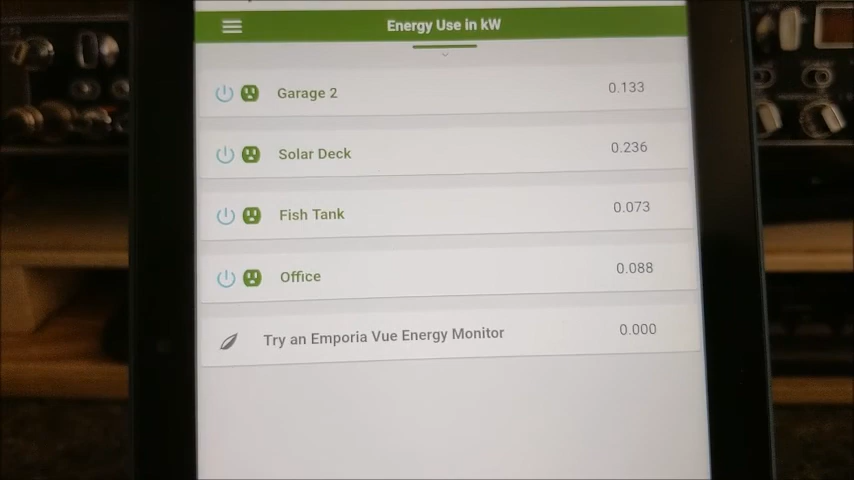 Energy Use in kW
Garage 2 0.133
Solar Deck 0.236
Fish Tank 0.073
Office 0.088
Try an Emporia Vue Energy Monitor 0.000